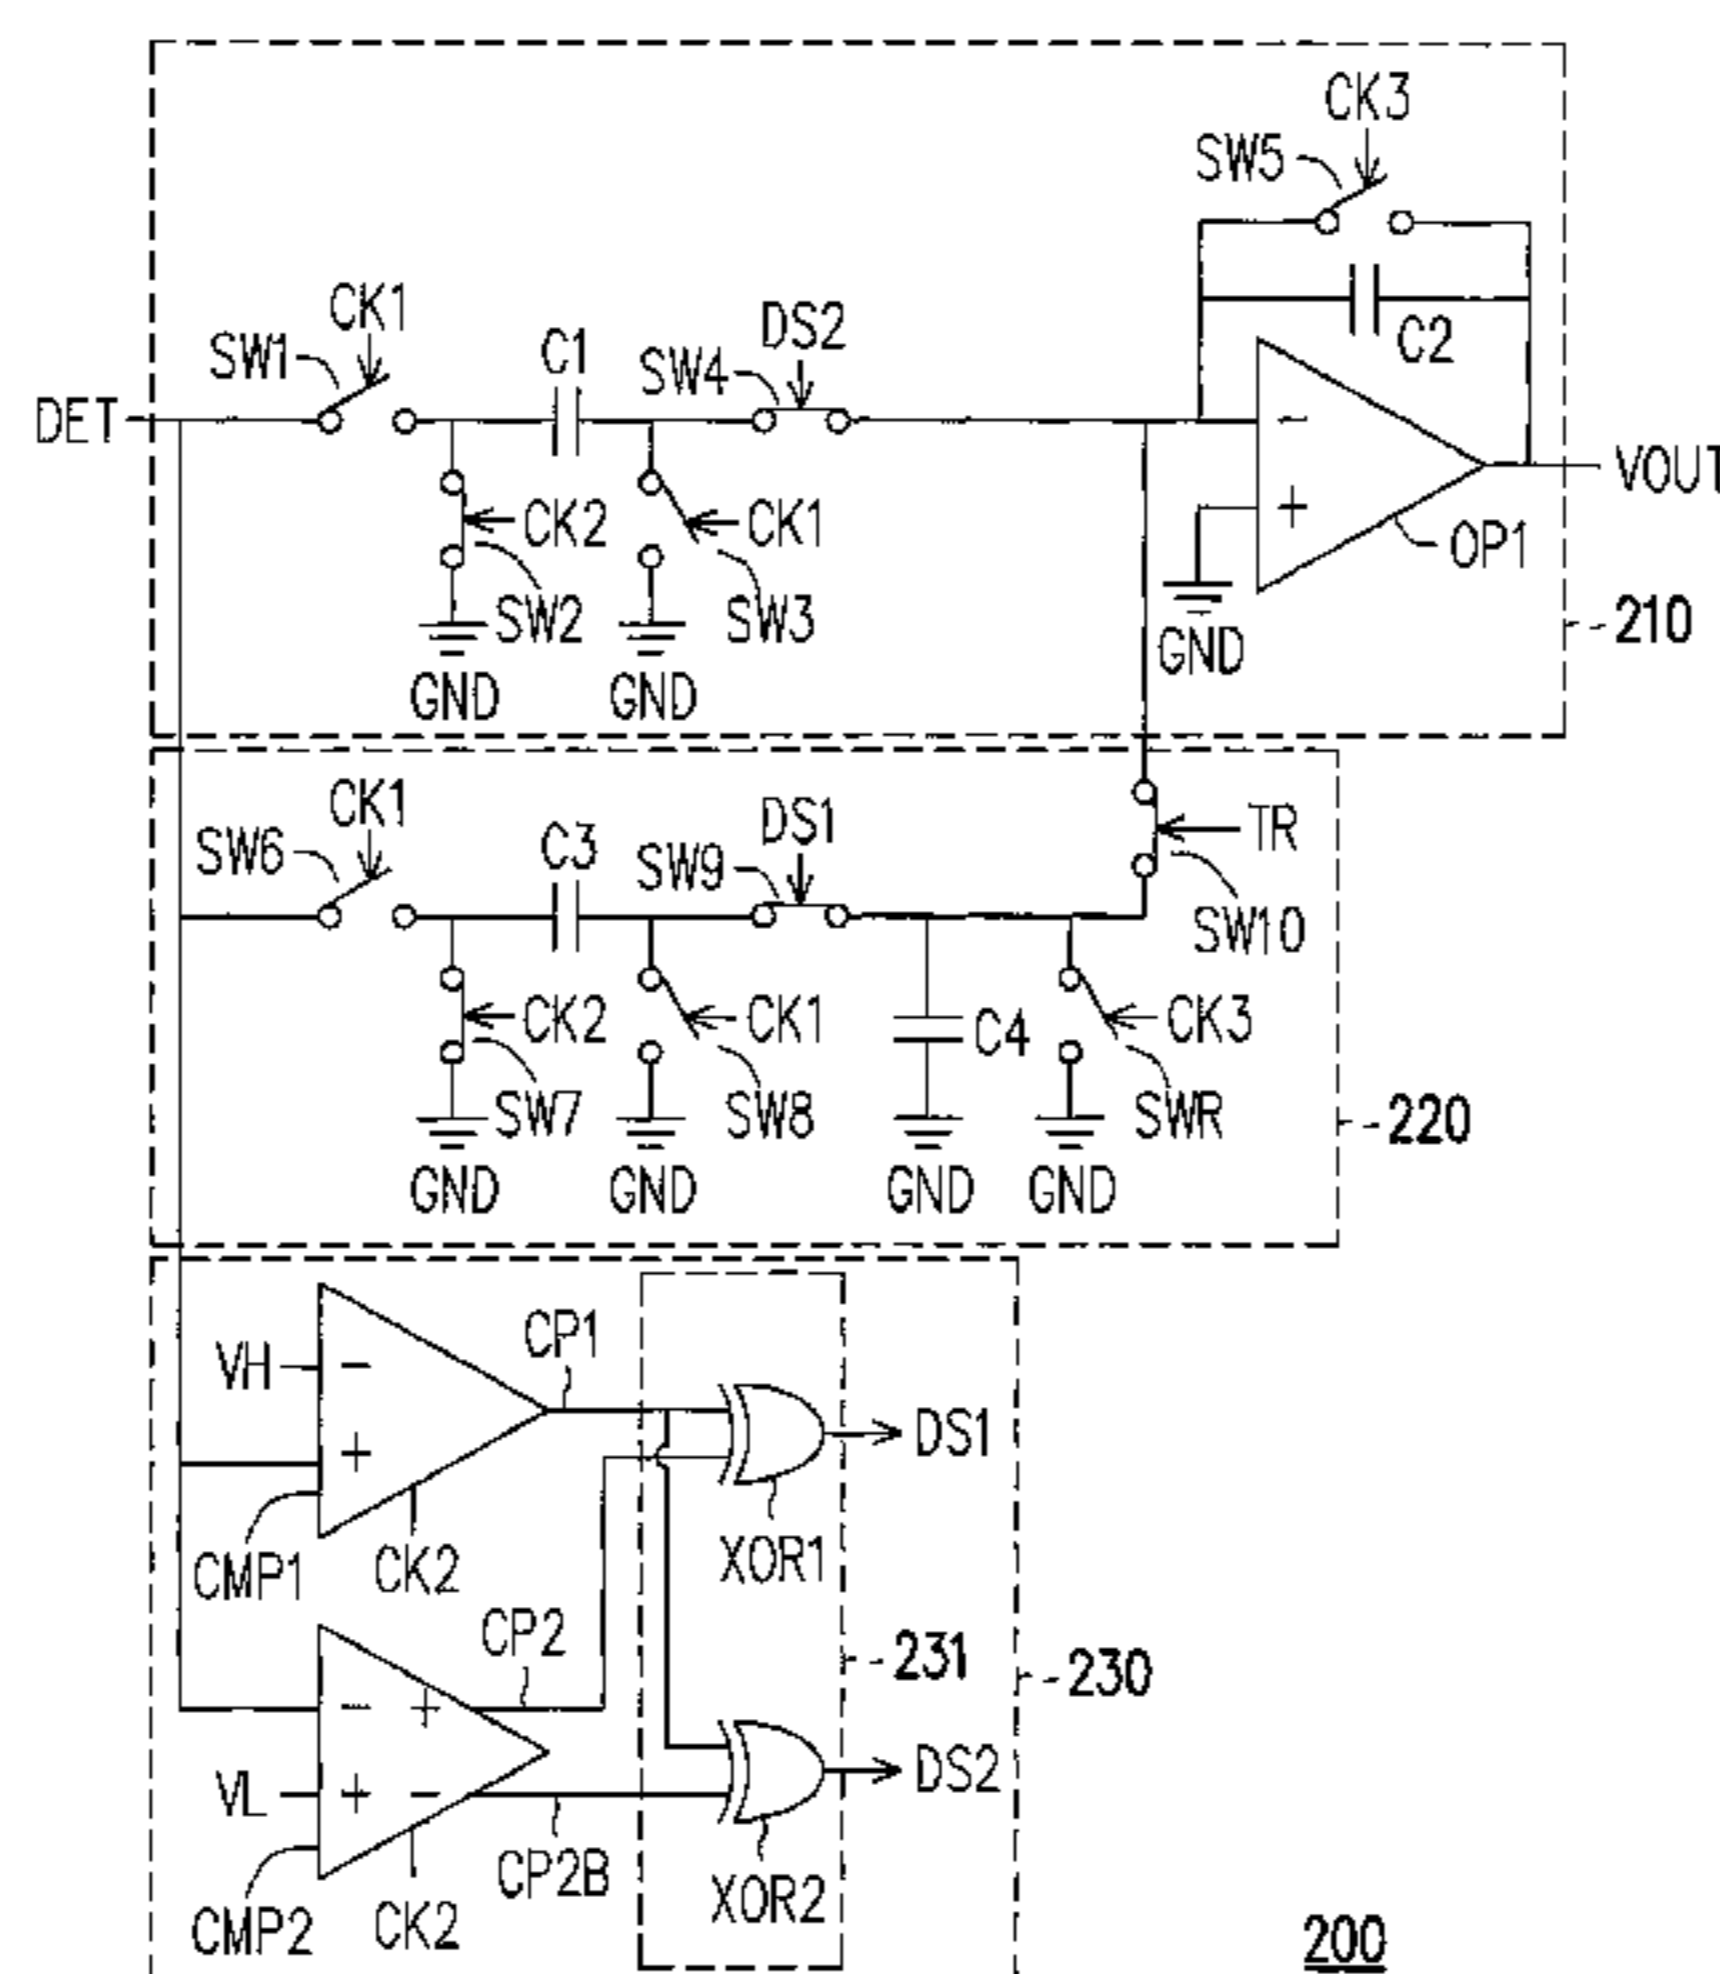 CK3
SW5
CK1
SW1
C1
SW4
DS2
C2
DET
-
+
VOUT
OP1
CK2
CK1
SW2
SW3
GND
GND
GND
210
CK1
SW6
C3
SW9
DS1
TR
SW10
CK2
CK1
C4
CK3
SW7
SW8
SWR
GND
GND
GND
GND
220
CP1
VH
-
+
DS1
XOR1
CMP1
CK2
CP2
231
230
-
+
VL
+
-
DS2
CP2B
XOR2
CMP2
CK2
200